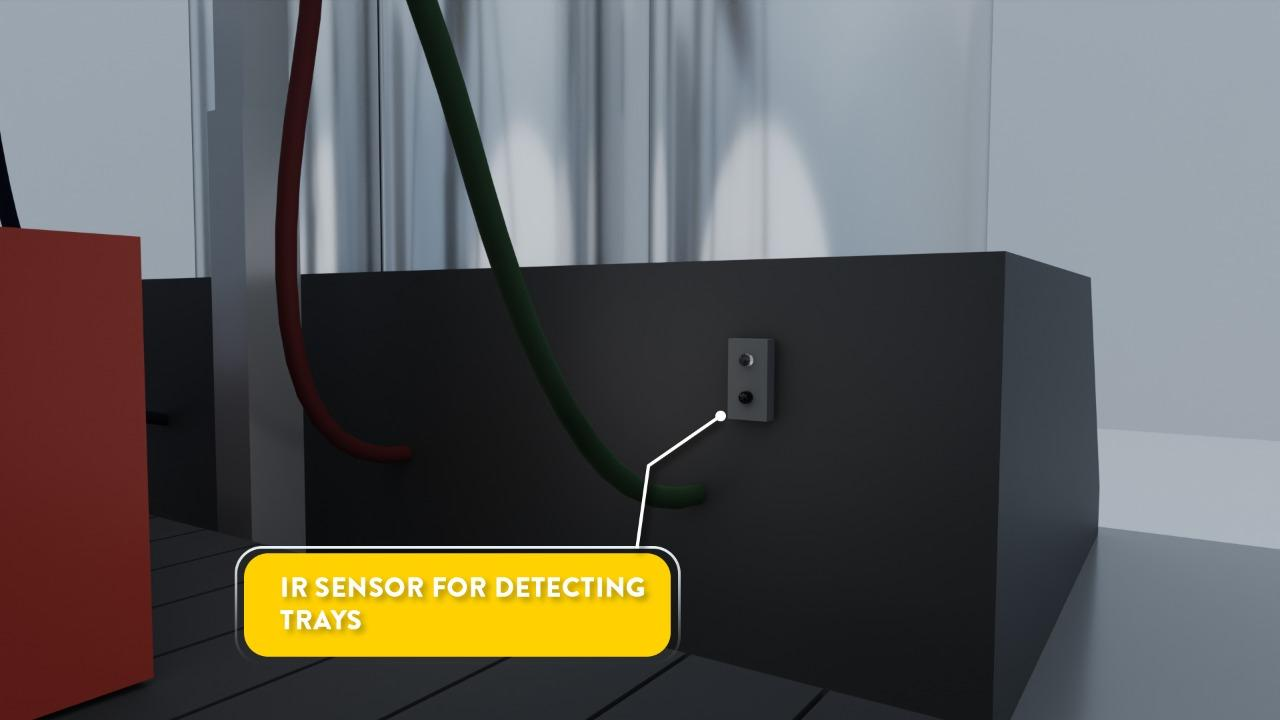 IR SENSOR FOR DETECTING
TRAYS